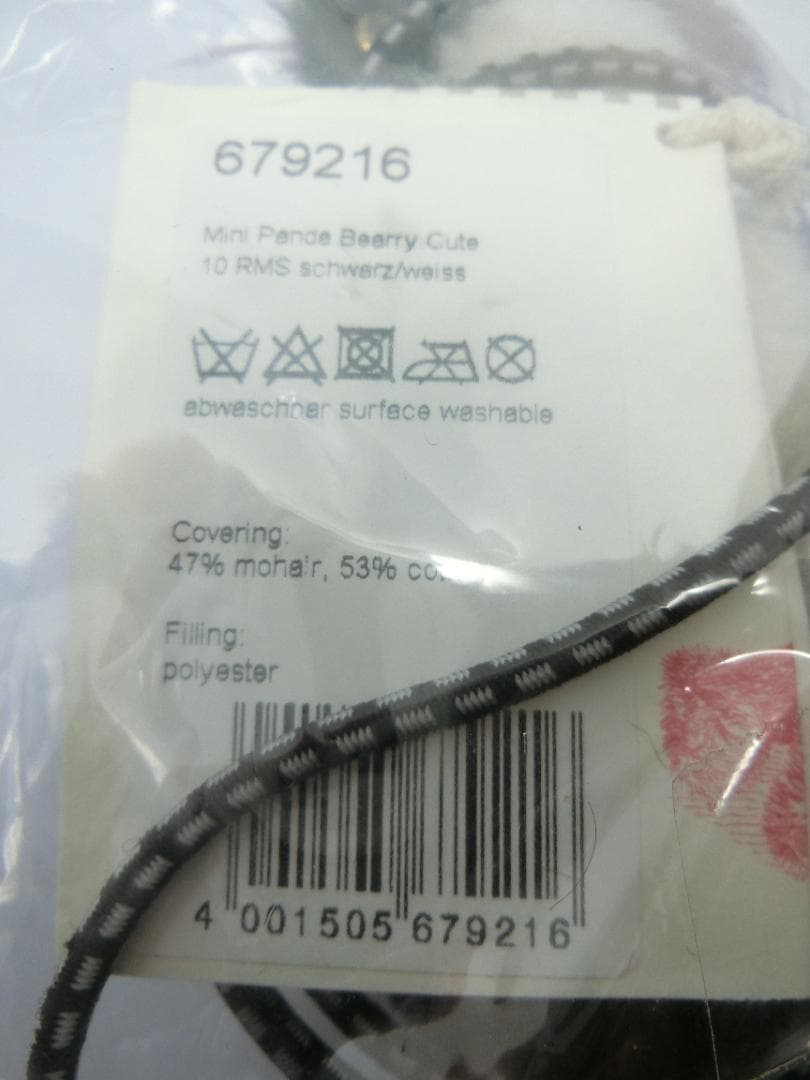 679216
Mini Panda Bearry Cute
10 RMS schwarz/weiss
abwaschbar surface washable
Covering:
47% mohair, 53%
Filling:
polyester
4 001505 679216